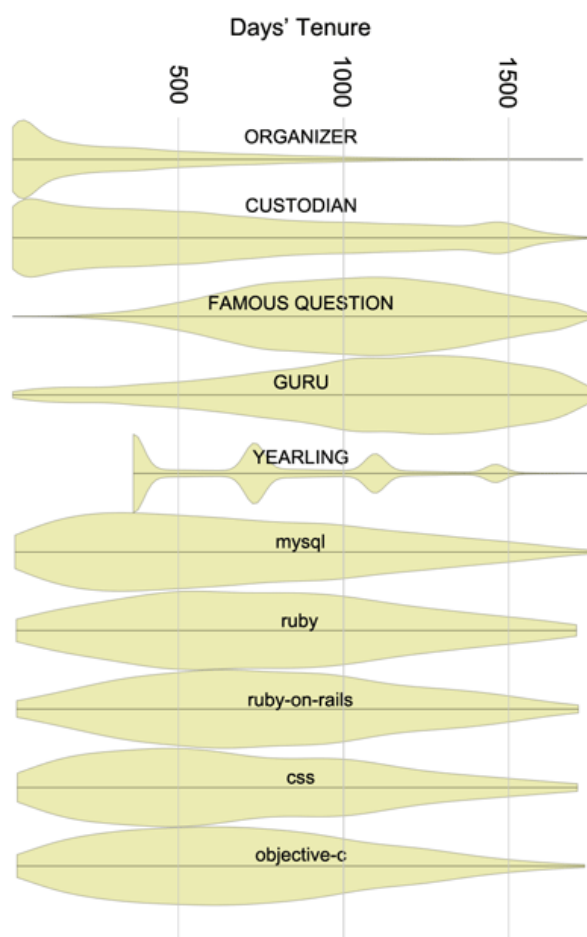 Days' Tenure
500 1000 1500
ORGANIZER
CUSTODIAN
FAMOUS QUESTION
GURU
YEARLING
mysql
ruby
ruby-on-rails
css
objective-c